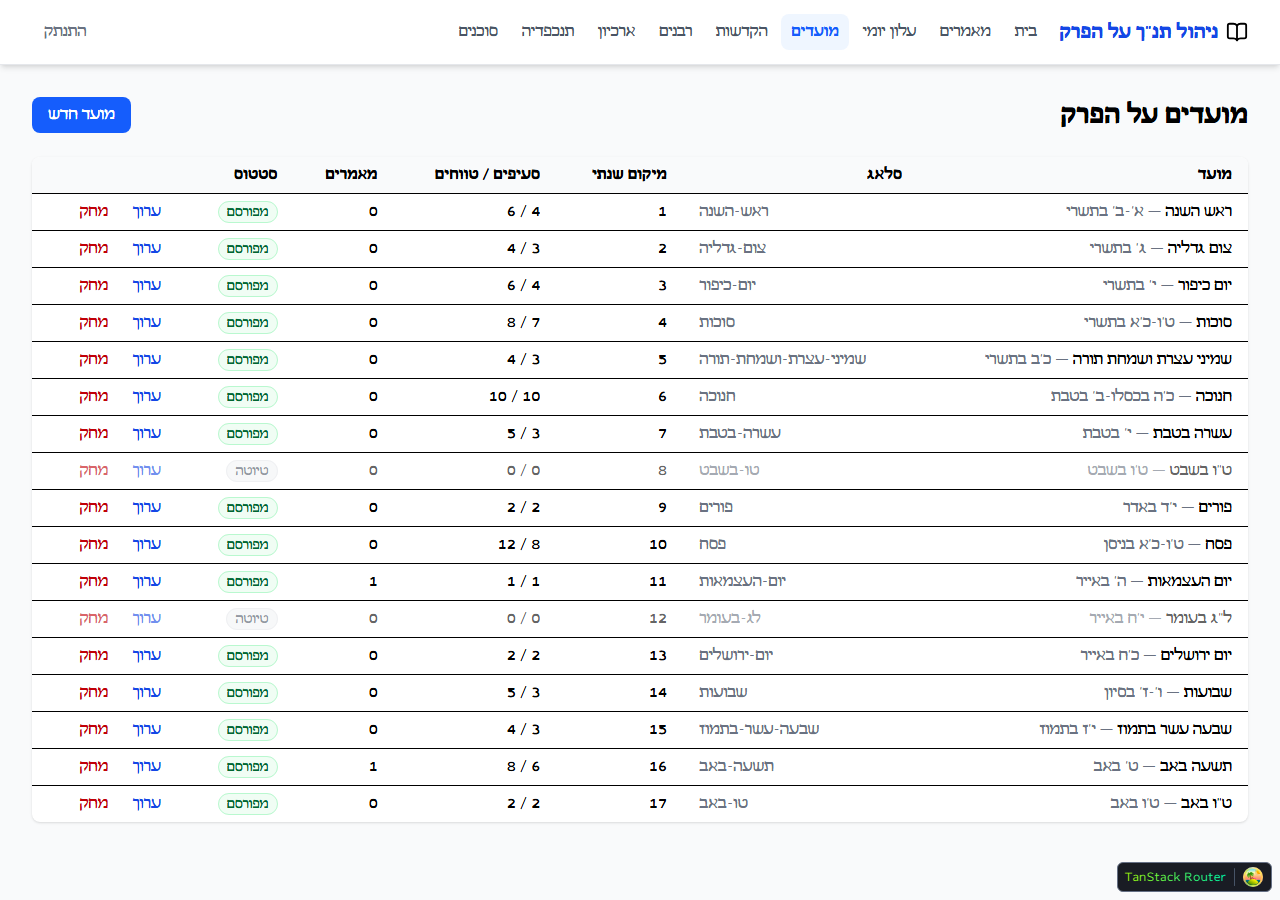 ניהול תנ"ך על הפרק
בית מאמרים עלון יומי מועדים הקדשות רבנים ארכיון תנכפדיה סוכנים
התנתק
מועדים על הפרק
מועד חדש
מועד סלאג מיקום שנתי סעיפים / טווחים מאמרים סטטוס
ראש השנה — א'-ב' בתשרי ראש-השנה 1 4 / 6 0 מפורסם ערוך מחק
צום גדליה — ג' בתשרי צום-גדליה 2 3 / 4 0 מפורסם ערוך מחק
יום כיפור — י' בתשרי יום-כיפור 3 4 / 6 0 מפורסם ערוך מחק
סוכות — ט'ו-כ'א בתשרי סוכות 4 7 / 8 0 מפורסם ערוך מחק
שמיני עצרת ושמחת תורה — כ'ב בתשרי שמיני-עצרת-ושמחת-תורה 5 3 / 4 0 מפורסם ערוך מחק
חנוכה — כ'ה בכסלו-ב' בטבת חנוכה 6 10 / 10 0 מפורסם ערוך מחק
עשרה בטבת — י' בטבת עשרה-בטבת 7 3 / 5 0 מפורסם ערוך מחק
ט"ו בשבט — ט'ו בשבט טו-בשבט 8 0 / 0 0 טיוטה ערוך מחק
פורים — י'ד באדר פורים 9 2 / 2 0 מפורסם ערוך מחק
פסח — ט'ו-כ'א בניסן פסח 10 8 / 12 0 מפורסם ערוך מחק
יום העצמאות — ה' באייר יום-העצמאות 11 1 / 1 1 מפורסם ערוך מחק
ל"ג בעומר — י'ח באייר לג-בעומר 12 0 / 0 0 טיוטה ערוך מחק
יום ירושלים — כ'ח באייר יום-ירושלים 13 2 / 2 0 מפורסם ערוך מחק
שבועות — ו'-ז' בסיון שבועות 14 3 / 5 0 מפורסם ערוך מחק
שבעה עשר בתמוז — י'ז בתמוז שבעה-עשר-בתמוז 15 3 / 4 0 מפורסם ערוך מחק
תשעה באב — ט' באב תשעה-באב 16 6 / 8 1 מפורסם ערוך מחק
ט"ו באב — ט'ו באב טו-באב 17 2 / 2 0 מפורסם ערוך מחק
TanStack Router